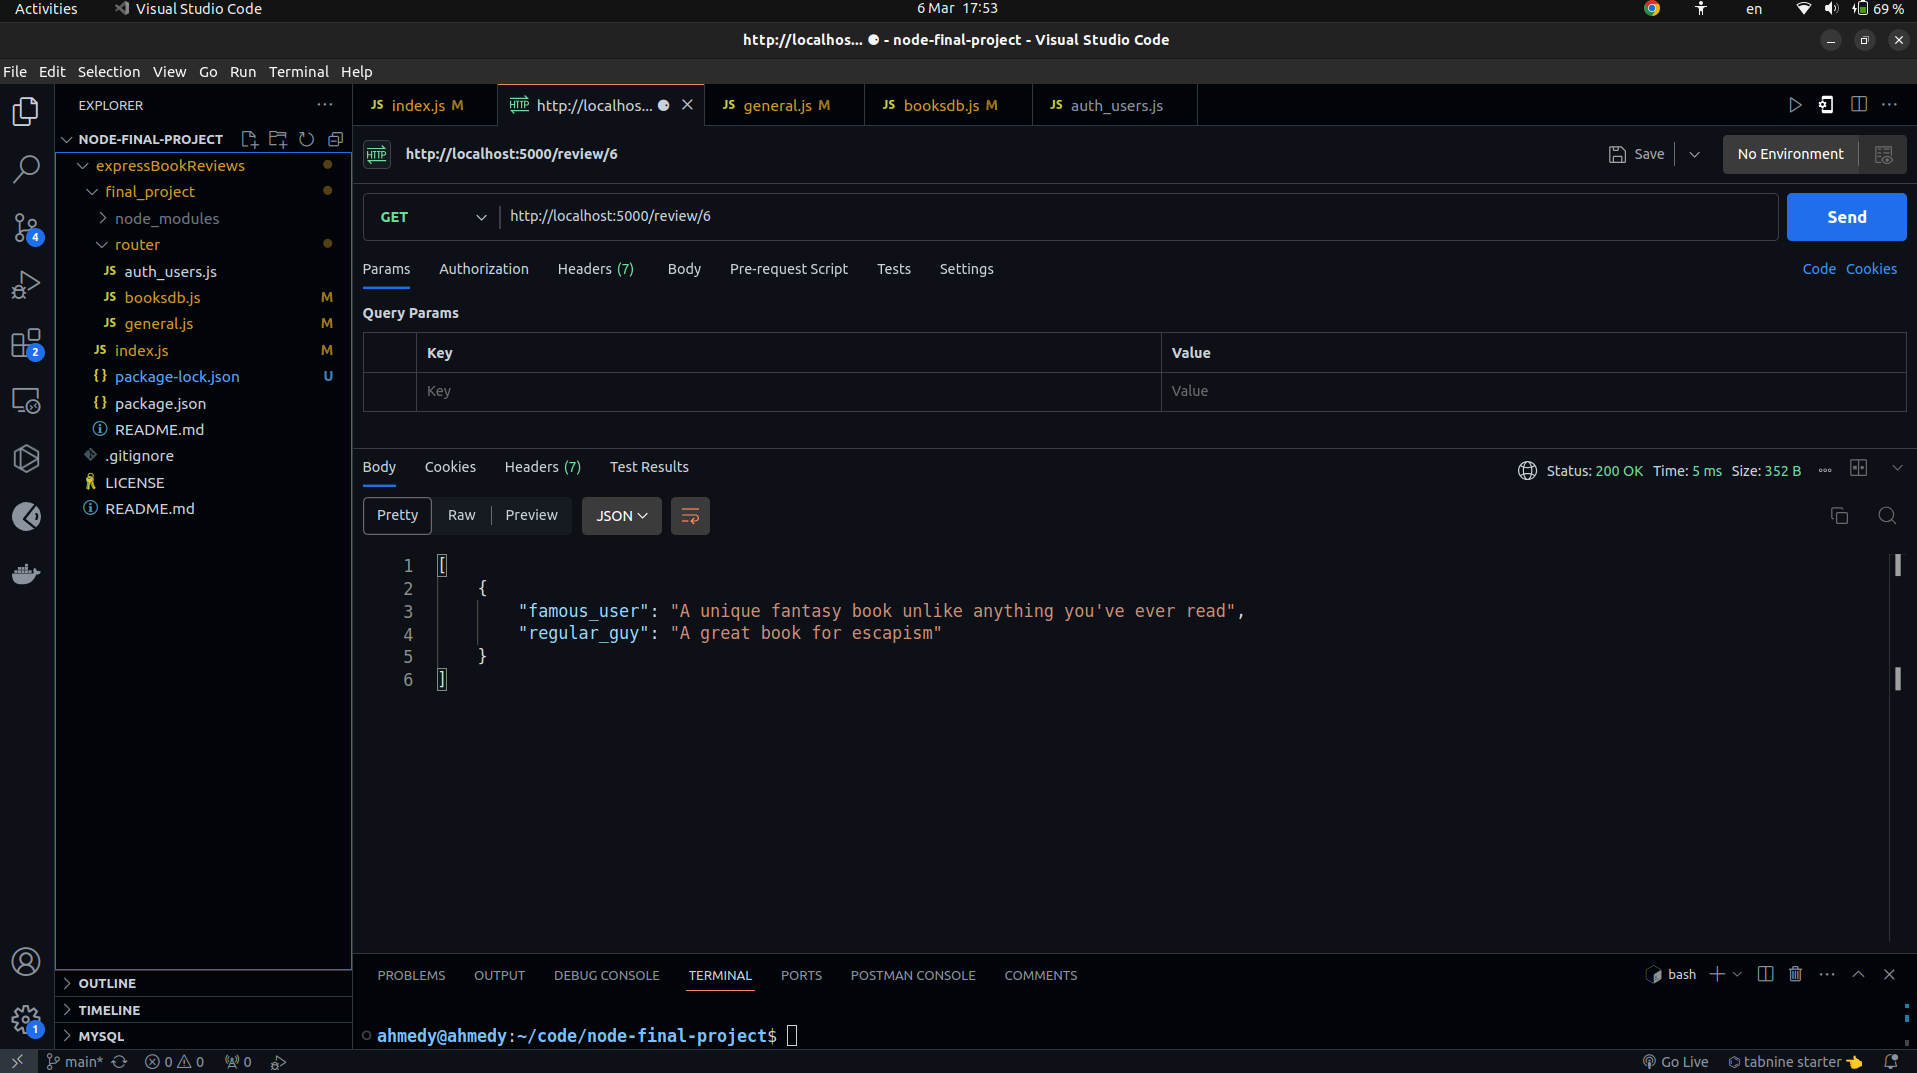 Activities Visual Studio Code 6 Mar 17:53 en 69 %
http://localhos... ● - node-final-project - Visual Studio Code
File Edit Selection View Go Run Terminal Help
EXPLORER
JS index.js M HTTP http://localhos... JS general.js M JS booksdb.js M JS auth_users.js
NODE-FINAL-PROJECT
expressBookReviews
final_project
node_modules
router
JS auth_users.js
JS booksdb.js M
JS general.js M
JS index.js M
{} package-lock.json U
{} package.json
README.md
.gitignore
LICENSE
README.md
4
2
1
OUTLINE
TIMELINE
MYSQL
HTTP http://localhost:5000/review/6 Save No Environment
GET http://localhost:5000/review/6 Send
Params Authorization Headers (7) Body Pre-request Script Tests Settings Code Cookies
Query Params
Key Value
Key Value
Body Cookies Headers (7) Test Results Status: 200 OK Time: 5 ms Size: 352 B
Pretty Raw Preview JSON
1 [
2 {
3 "famous_user": "A unique fantasy book unlike anything you've ever read",
4 "regular_guy": "A great book for escapism"
5 }
6 ]
PROBLEMS OUTPUT DEBUG CONSOLE TERMINAL PORTS POSTMAN CONSOLE COMMENTS bash
ahmedy@ahmedy:~/code/node-final-project$
main* 0 0 0 Go Live tabnine starter 👈